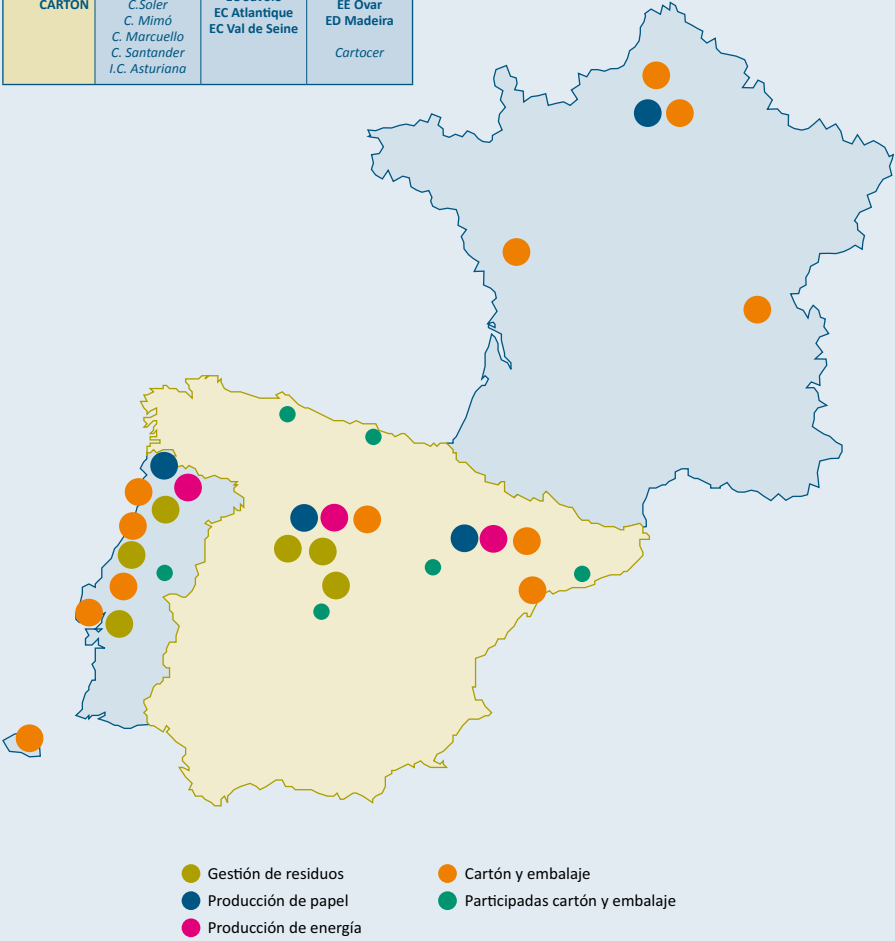 CARTÓN
C.Soler
C. Mimó
C. Marcuello
C. Santander
I.C. Asturiana
EC Atlantique
EC Val de Seine
EE Ovar
ED Madeira
Cartocer
Gestión de residuos
Producción de papel
Producción de energía
Cartón y embalaje
Participadas cartón y embalaje